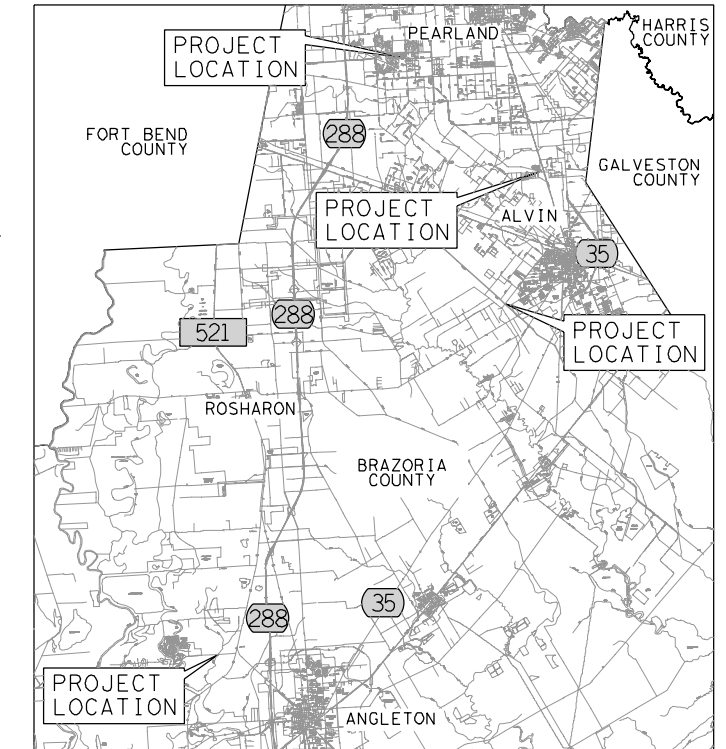 PEARLAND
HARRIS
COUNTY
PROJECT
LOCATION
FORT BEND
COUNTY
288
GALVESTON
COUNTY
PROJECT
LOCATION
ALVIN
35
288
521
PROJECT
LOCATION
ROSHARON
BRAZORIA
COUNTY
35
288
PROJECT
LOCATION
ANGLETON